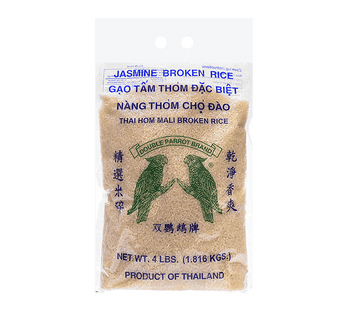 JASMINE BROKEN RICE
GẠO TẤM THƠM ĐẶC BIỆT
NÀNG THƠM CHỢ ĐÀO
THAI HOM MALI BROKEN RICE
DOUBLE PARROT BRAND
®
精選米碎
乾淨香爽
双鸚鵡牌
NET WT. 4 LBS. (1.816 KGS.)
PRODUCT OF THAILAND